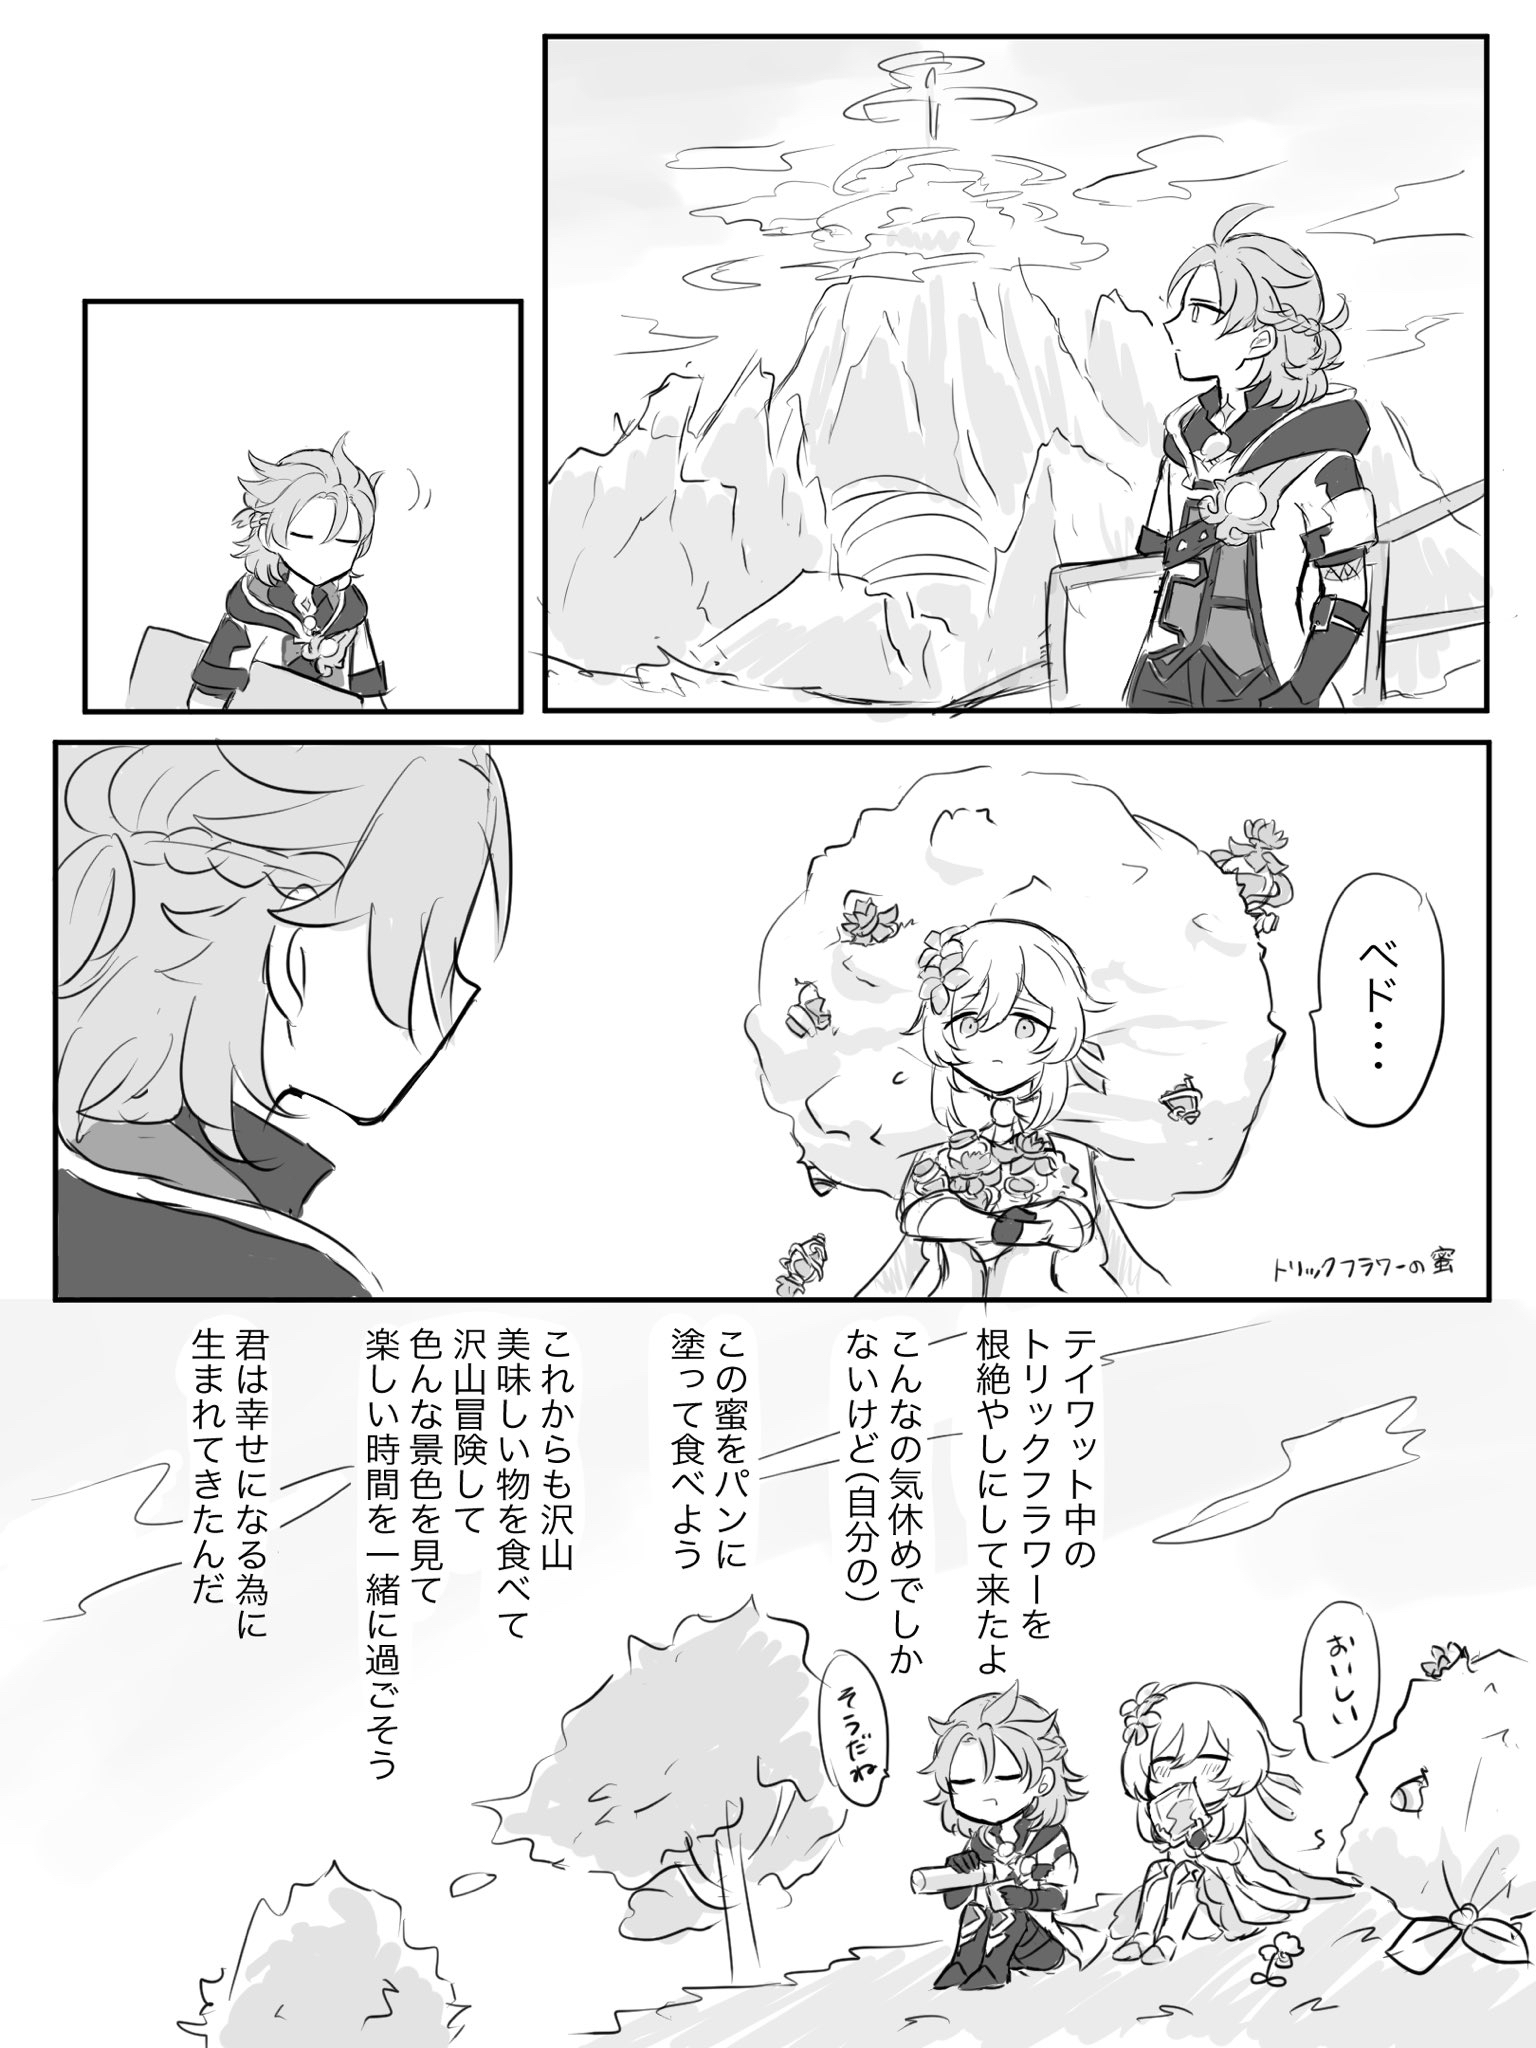 ベド・・・
トリックフラワーの蜜
テイワット中の
トリックフラワーを
根絶やしにして来たよ
こんなの気休めでしか
ないけど(自分の)
この蜜をパンに
塗って食べよう
これからも沢山
美味しい物を食べて
沢山冒険して
色んな景色を見て
楽しい時間を一緒に過ごそう
君は幸せになる為に
生まれてきたんだ
おいしい
そうだね